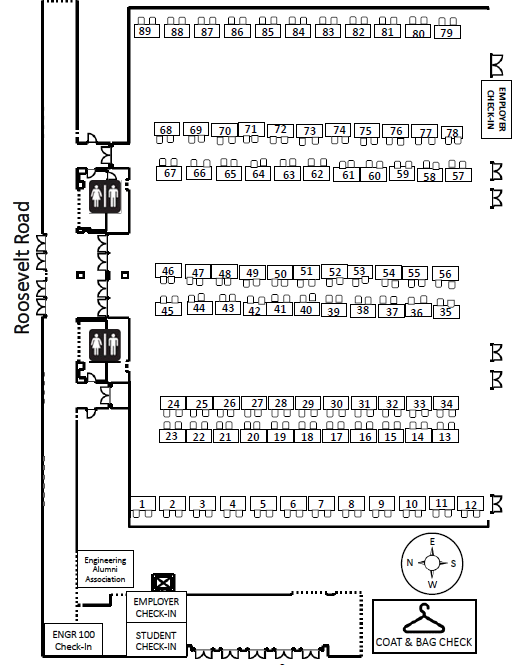 89 88 87 86 85 84 83 82 81 80 79
EMPLOYER
CHECK-IN
68 69 70 71 72 73 74 75 76 77 78
67 66 65 64 63 62 61 60 59 58 57
Roosevelt Road
46 47 48 49 50 51 52 53 54 55 56
45 44 43 42 41 40 39 38 37 36 35
24 25 26 27 28 29 30 31 32 33 34
23 22 21 20 19 18 17 16 15 14 13
1 2 3 4 5 6 7 8 9 10 11 12
E
N S
W
Engineering
Alumni
Association
EMPLOYER
CHECK-IN
STUDENT
CHECK-IN
ENGR 100
Check-In
COAT & BAG CHECK